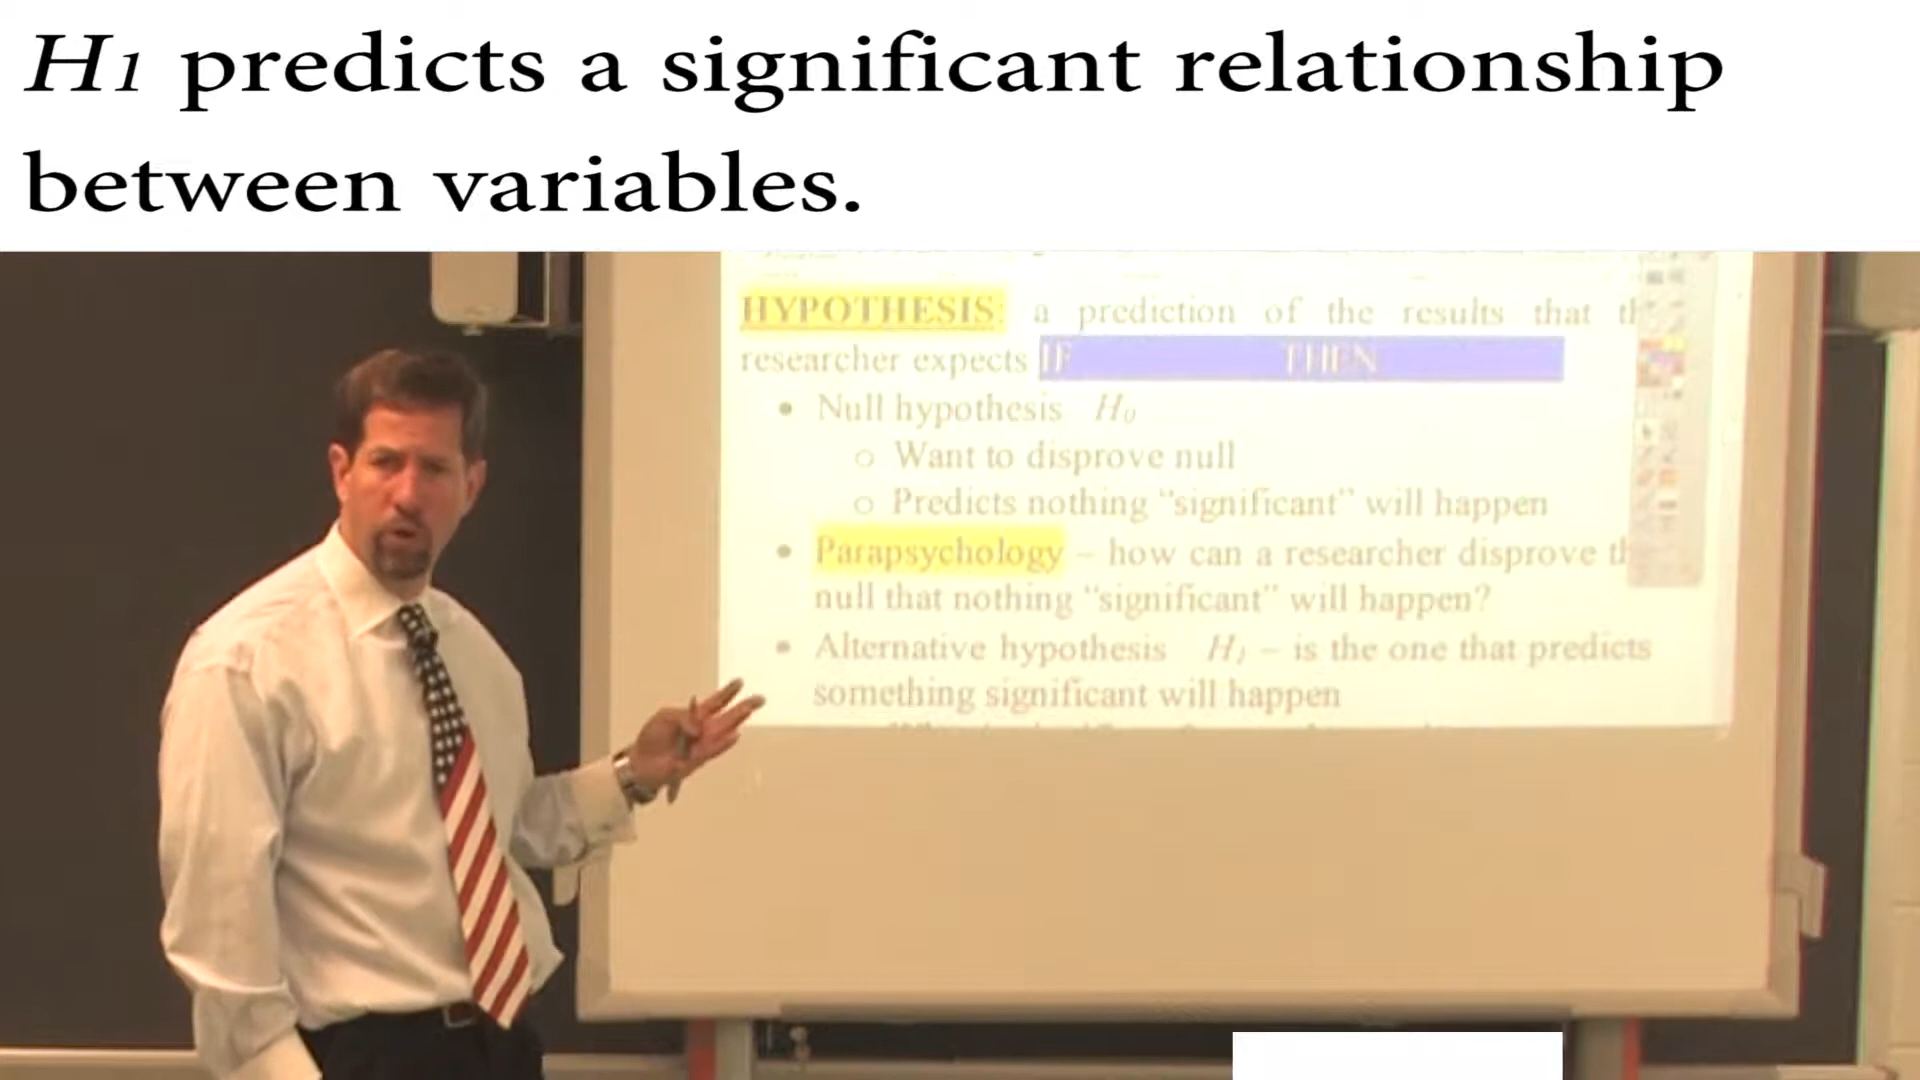 H1 predicts a significant relationship
between variables.
HYPOTHESIS: a prediction of the results that
researcher expects IF THEN
• Null hypothesis H0
o Want to disprove null
o Predicts nothing “significant” will happen
• Parapsychology – how can a researcher disprove
null that nothing “significant” will happen?
• Alternative hypothesis H1 – is the one that predicts
something significant will happen